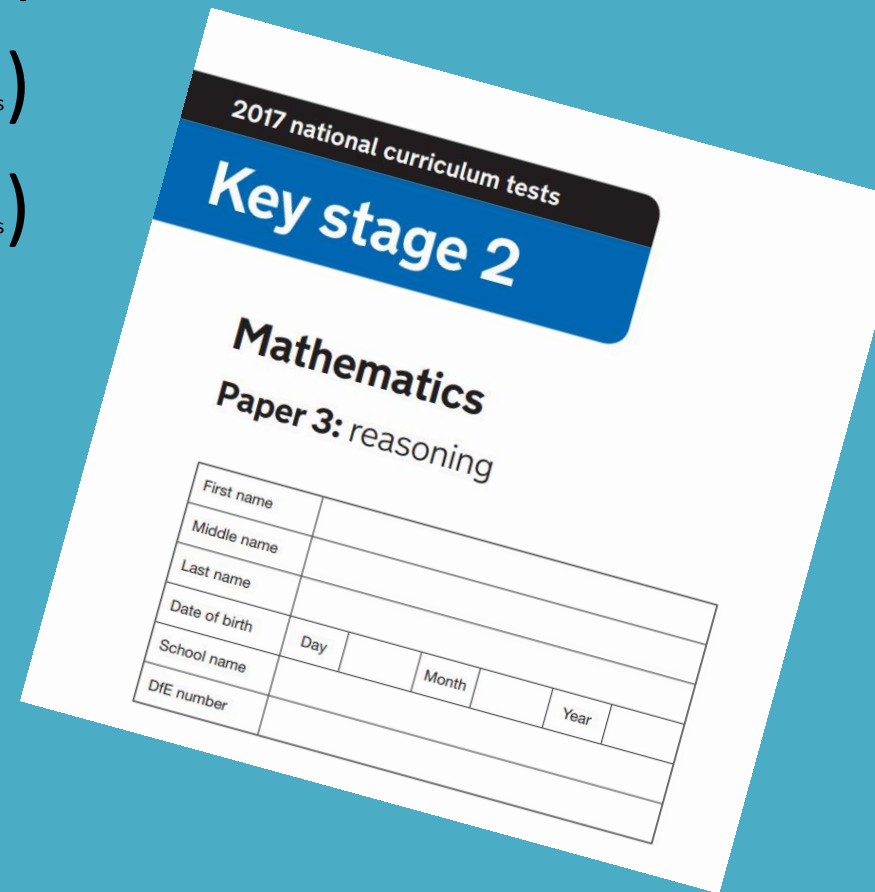 s)
s)
2017 national curriculum tests
Key stage 2
Mathematics
Paper 3: reasoning
First name
Middle name
Last name
Date of birth Day Month Year
School name
DfE number